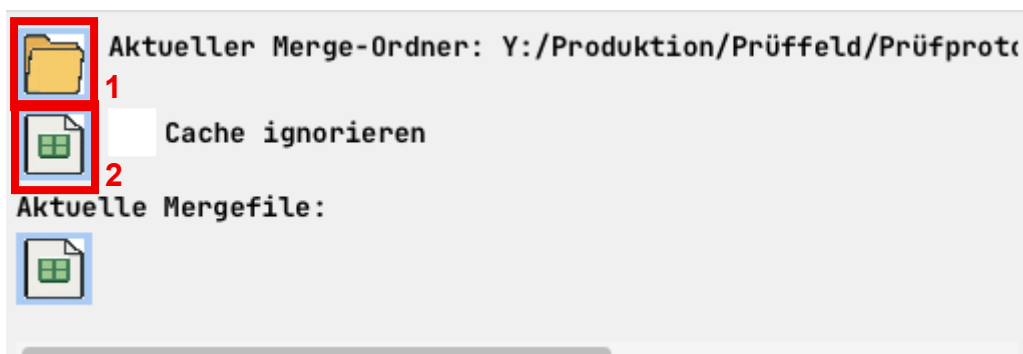 Aktueller Merge-Ordner: Y:/Produktion/Prüffeld/Prüfproto
1
Cache ignorieren
2
Aktuelle Mergefile: